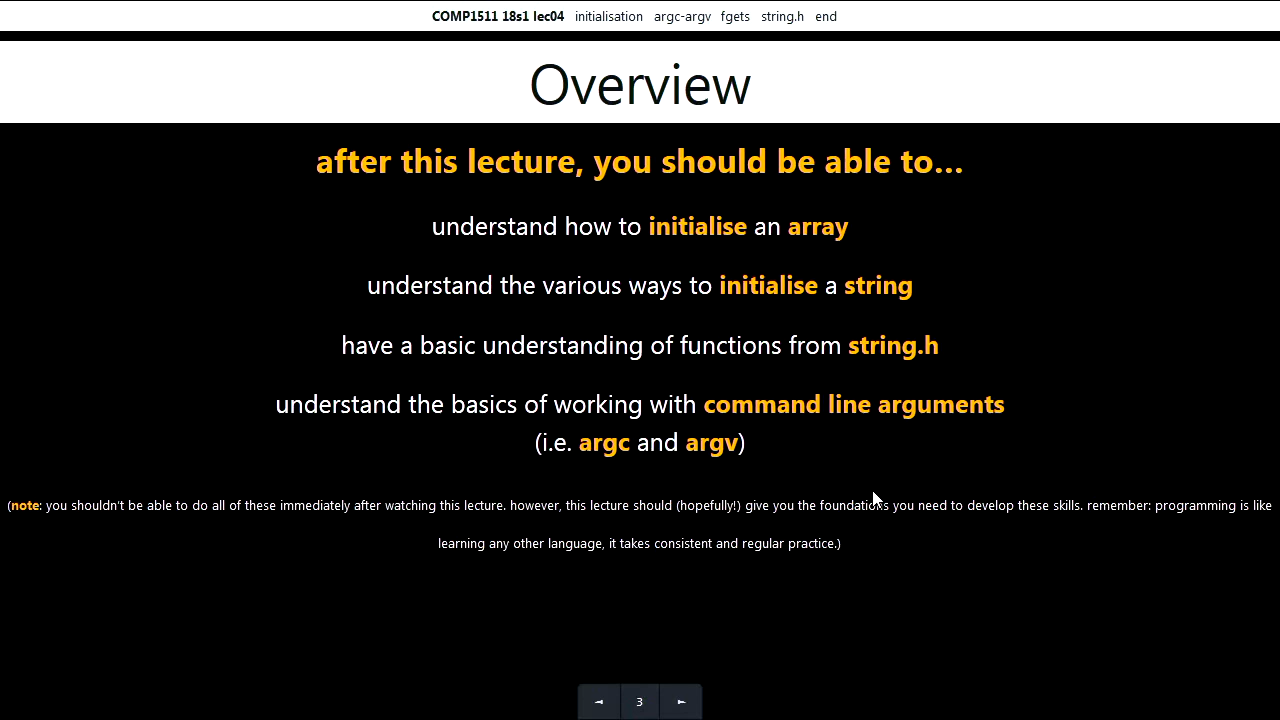 COMP1511 18s1 lec04 initialisation argc-argv fgets string.h end
Overview
after this lecture, you should be able to…
understand how to initialise an array
understand the various ways to initialise a string
have a basic understanding of functions from string.h
understand the basics of working with command line arguments
(i.e. argc and argv)
(note: you shouldn't be able to do all of these immediately after watching this lecture. however, this lecture should (hopefully!) give you the foundations you need to develop these skills. remember: programming is like
learning any other language, it takes consistent and regular practice.)
◄ 3 ►